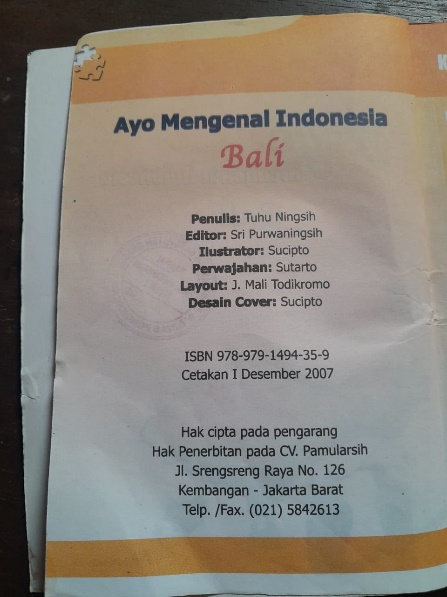 Ayo Mengenal Indonesia
Bali
Penulis: Tuhu Ningsih
Editor: Sri Purwaningsih
Ilustrator: Sucipto
Perwajahan: Sutarto
Layout: J. Mali Todikromo
Desain Cover: Sucipto
ISBN 978-979-1494-35-9
Cetakan I Desember 2007
Hak cipta pada pengarang
Hak Penerbitan pada CV. Pamularsih
Jl. Srengsreng Raya No. 126
Kembangan - Jakarta Barat
Telp. /Fax. (021) 5842613